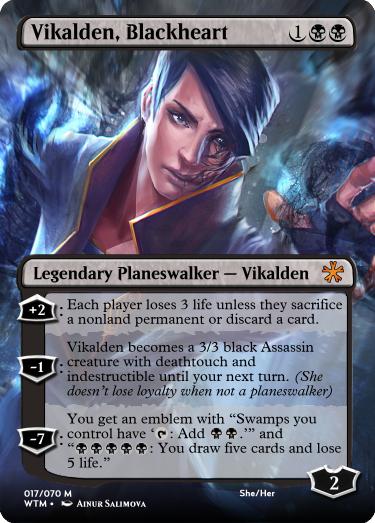 Vikalden, Blackheart 1
Legendary Planeswalker — Vikalden
+2 : Each player loses 3 life unless they sacrifice
a nonland permanent or discard a card.
-1 : Vikalden becomes a 3/3 black Assassin
creature with deathtouch and
indestructible until your next turn. (She
doesn't lose loyalty when not a planeswalker)
-7 : You get an emblem with “Swamps you
control have ‘: Add .’” and
“: You draw five cards and lose
5 life.”
2
017/070 M
WTM • Ainur Salimova
She/Her